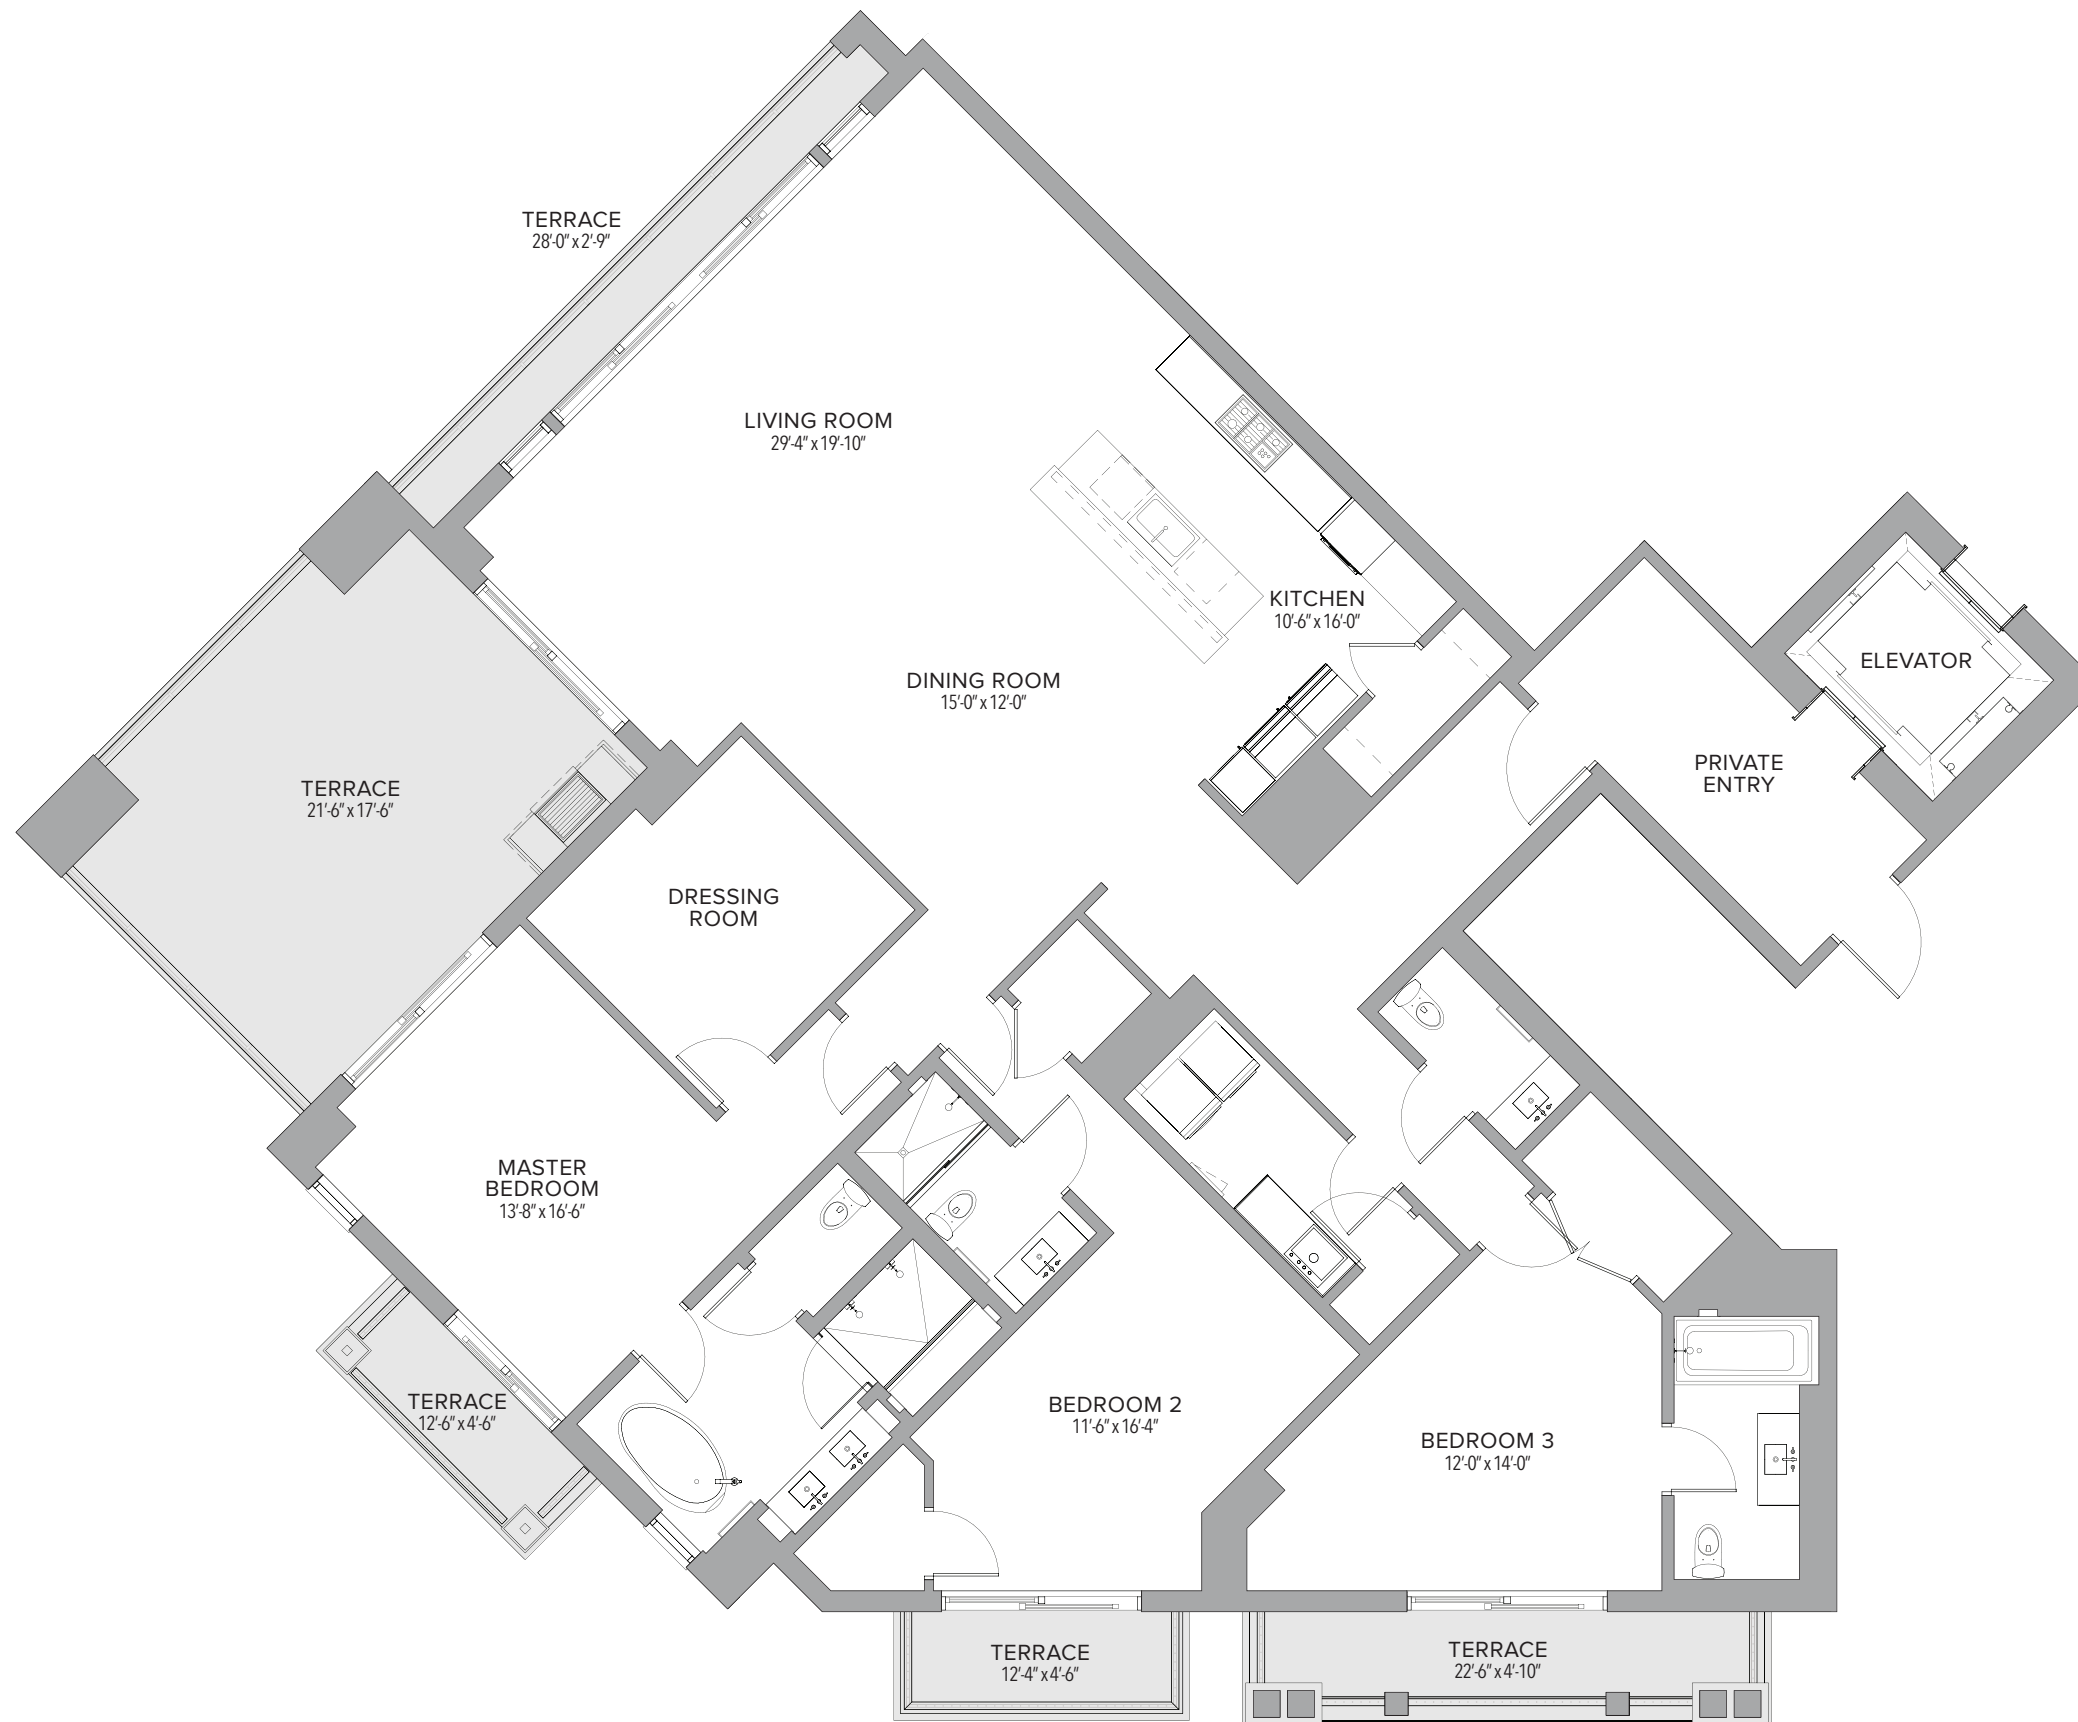 TERRACE
28'-0" x 2'-9"
LIVING ROOM
29'-4" x 19'-10"
KITCHEN
10'-6" x 16'-0"
ELEVATOR
DINING ROOM
15'-0" x 12'-0"
PRIVATE
ENTRY
TERRACE
21'-6" x 17'-6"
DRESSING
ROOM
MASTER
BEDROOM
13'-8" x 16'-6"
TERRACE
12'-6" x 4'-6"
BEDROOM 2
11'-6" x 16'-4"
BEDROOM 3
12'-0" x 14'-0"
TERRACE
12'-4" x 4'-6"
TERRACE
22'-6" x 4'-10"